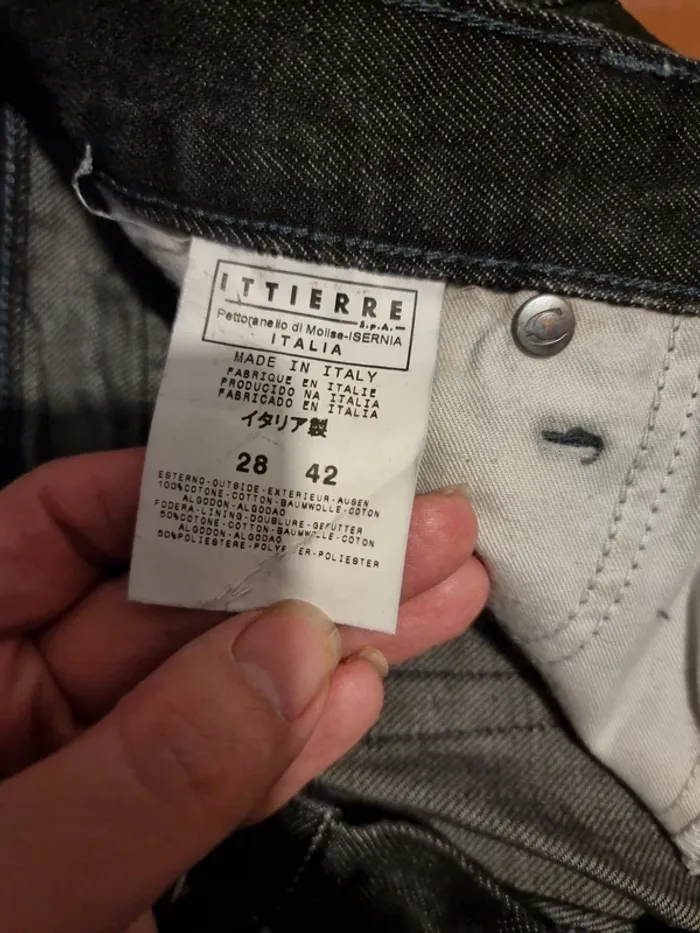 ITTIERRE
S.p.A.
Pettoranello di Molise-ISERNIA
ITALIA
MADE IN ITALY
FABRIQUE EN ITALIE
PRODUCIDO NA ITALIA
FABRICADO EN ITALIA
イタリア製
28 42
ESTERNO-OUTSIDE-EXTERIEUR-AUSEN
100%COTONE-COTTON-BAUMWOLLE-COTON
ALGODON-ALGODAO
FODERA-LINING-DOUBLURE-GEFUTTER
50%COTONE-COTTON-BAUMWOLLE-COTON
ALGODON-ALGODAO
50%POLIESTERE-POLYESTER-POLIESTER